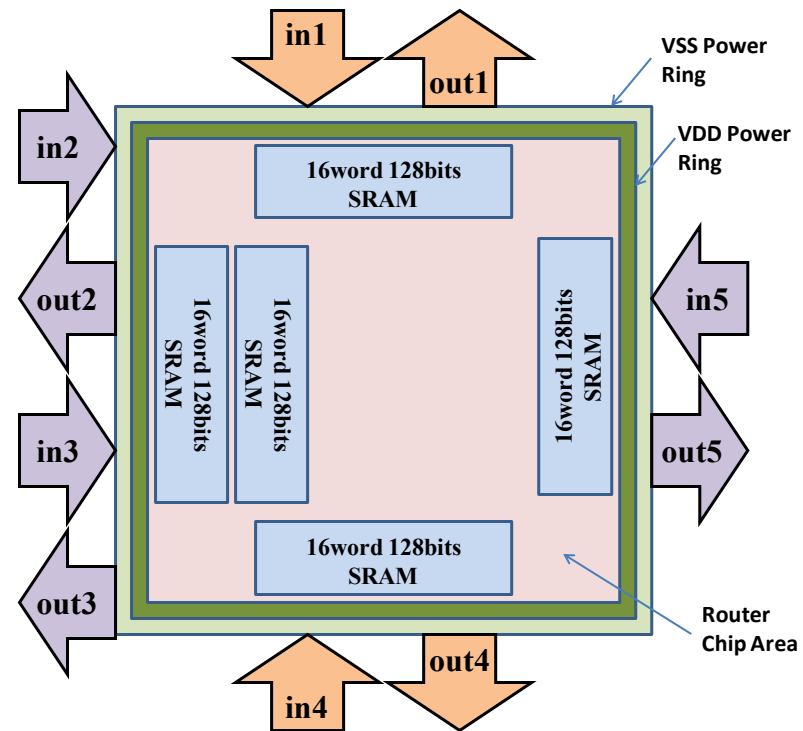 in1
out1
VSS Power
Ring
VDD Power
Ring
in2
16word 128bits
SRAM
out2
16word 128bits
SRAM
16word 128bits
SRAM
16word 128bits
SRAM
in5
in3
out5
16word 128bits
SRAM
out3
Router
Chip Area
in4
out4